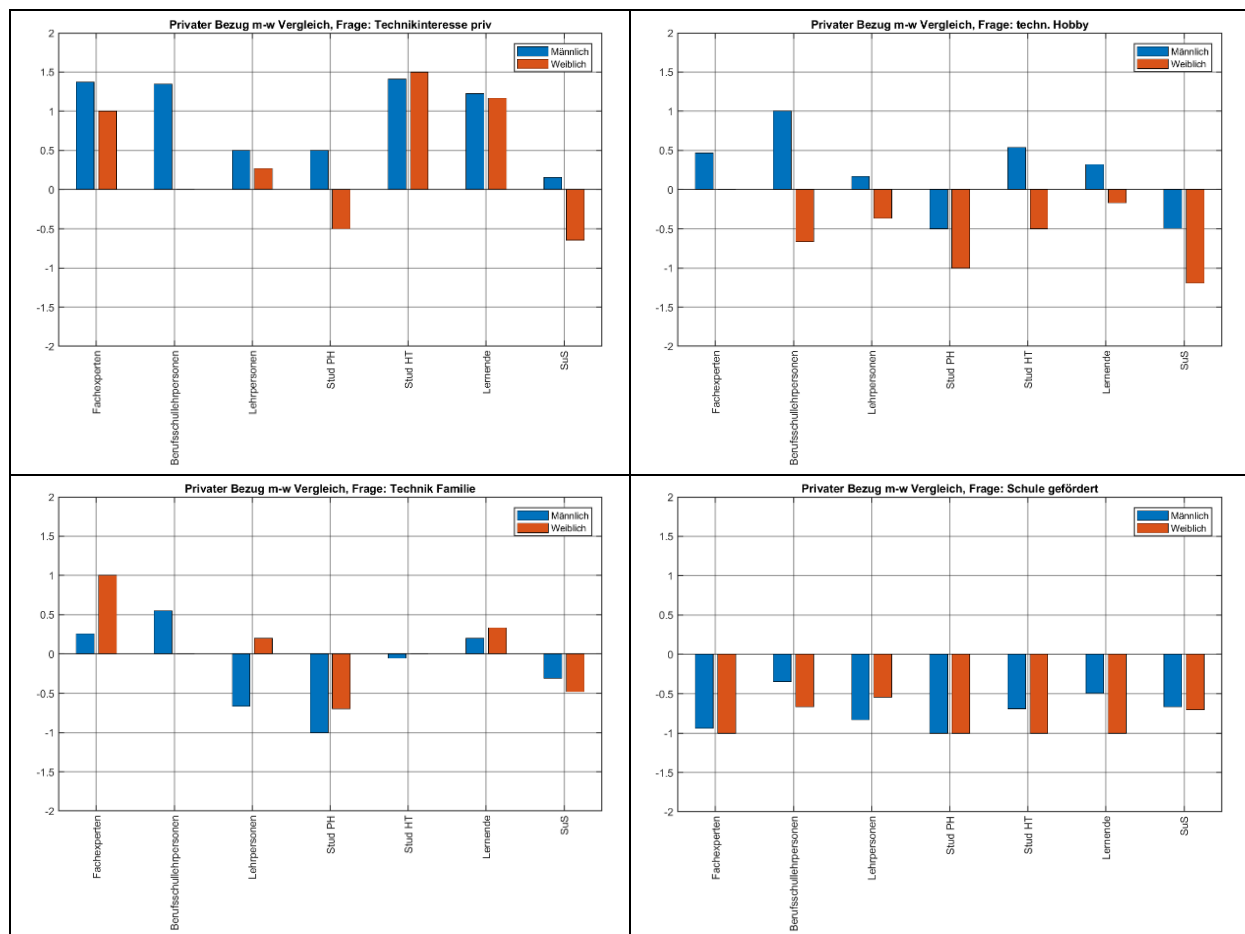 Privater Bezug m-w Vergleich, Frage: Technikinteresse priv
2
1.5
1
0.5
0
-0.5
-1
-1.5
-2
Männlich
Weiblich
Fachexperten
Berufsschullehrpersonen
Lehrpersonen
Stud PH
Stud HT
Lernende
SuS
Privater Bezug m-w Vergleich, Frage: techn. Hobby
2
1.5
1
0.5
0
-0.5
-1
-1.5
-2
Männlich
Weiblich
Fachexperten
Berufsschullehrpersonen
Lehrpersonen
Stud PH
Stud HT
Lernende
SuS
Privater Bezug m-w Vergleich, Frage: Technik Familie
2
1.5
1
0.5
0
-0.5
-1
-1.5
-2
Männlich
Weiblich
Fachexperten
Berufsschullehrpersonen
Lehrpersonen
Stud PH
Stud HT
Lernende
SuS
Privater Bezug m-w Vergleich, Frage: Schule gefördert
2
1.5
1
0.5
0
-0.5
-1
-1.5
-2
Männlich
Weiblich
Fachexperten
Berufsschullehrpersonen
Lehrpersonen
Stud PH
Stud HT
Lernende
SuS